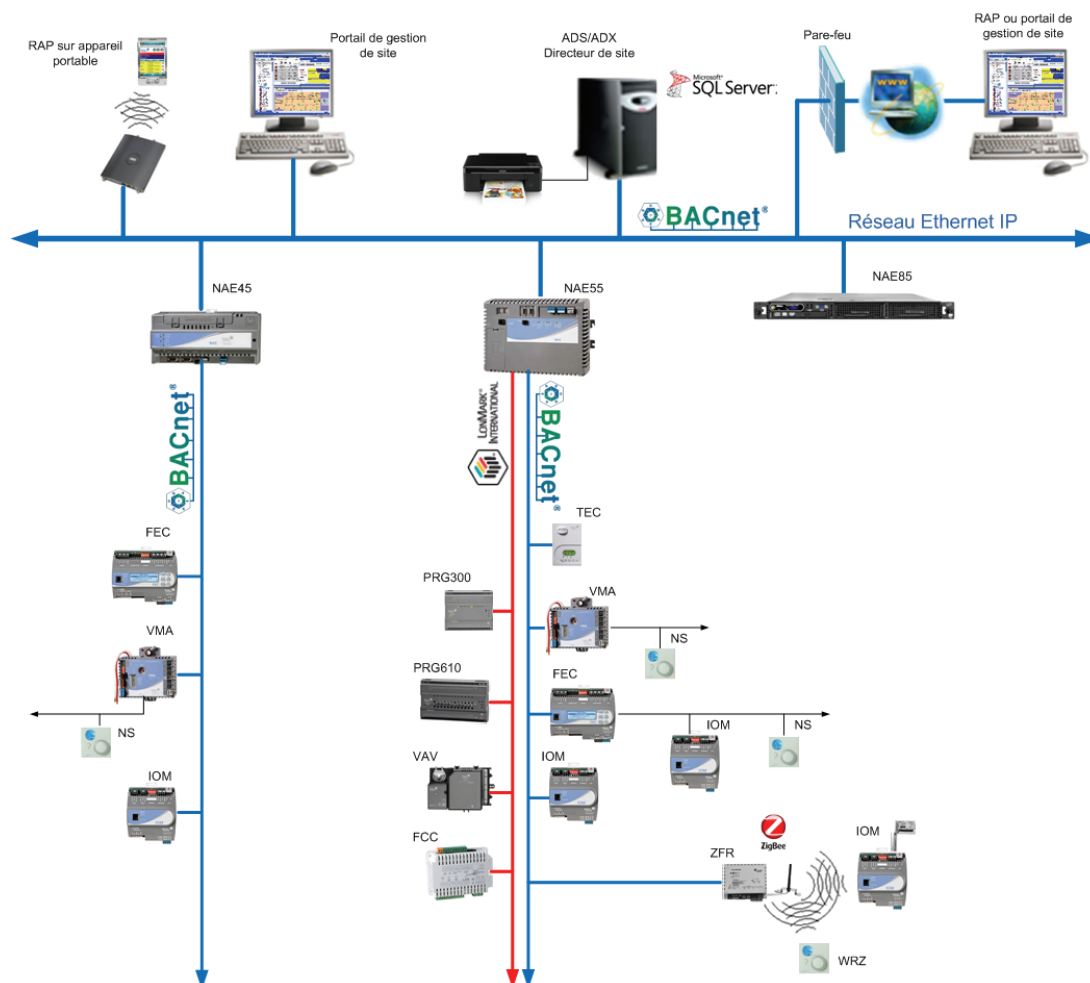 RAP sur appareil
portable
Portail de gestion
de site
ADS/ADX
Directeur de site
Microsoft®
SQL Server
Pare-feu
WWW
RAP ou portail de
gestion de site
BACnet®
Réseau Ethernet IP
NAE45
NAE55
NAE85
BACnet®
LONMARK®
INTERNATIONAL
BACnet®
FEC
VMA
NS
IOM
TEC
PRG300
VMA
NS
PRG610
FEC
IOM
NS
VAV
IOM
FCC
ZigBee
ZFR
IOM
WRZ